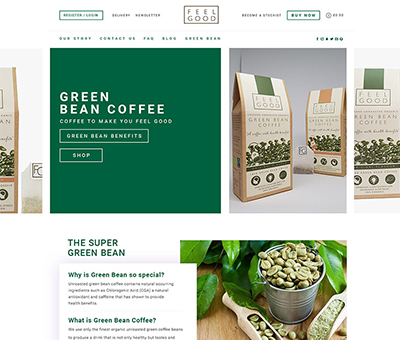 REGISTER / LOGIN
DELIVERY
NEWSLETTER
FEEL
GOOD
BECOME A STOCKIST
BUY NOW
£0.00
OUR STORY
CONTACT US
FAQ
BLOG
GREEN BEAN
GREEN
BEAN COFFEE
COFFEE TO MAKE YOU FEEL GOOD
GREEN BEAN BENEFITS
SHOP
FEEL
GOOD
GREEN BEAN
COFFEE
THE SUPER
GREEN BEAN
Why is Green Bean so special?
Unroasted green bean coffee contains natural occurring
ingredients such as Chlorogenic Acid (CGA) a natural
antioxidant and caffeine that has shown to provide
health benefits.
What is Green Bean Coffee?
We use only the finest organic unroasted green coffee beans
to produce a drink that is not only healthy but tastes and